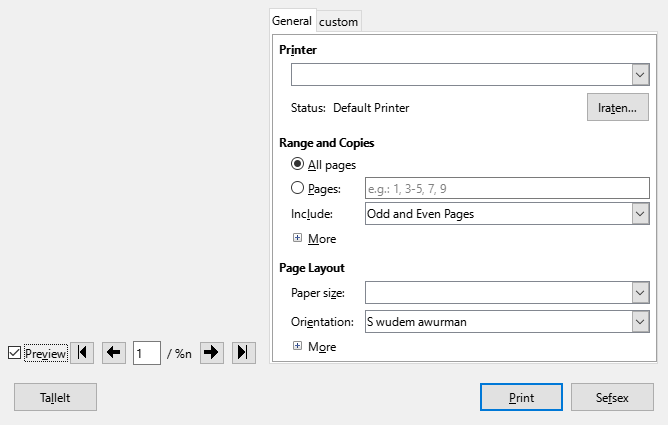 General custom
Printer
Status: Default Printer Iraten...
Range and Copies
All pages
Pages: e.g.: 1, 3-5, 7, 9
Include: Odd and Even Pages
More
Page Layout
Paper size:
Orientation: S wudem awurman
More
Preview 1 / %n
Tallelt Print Sefsex